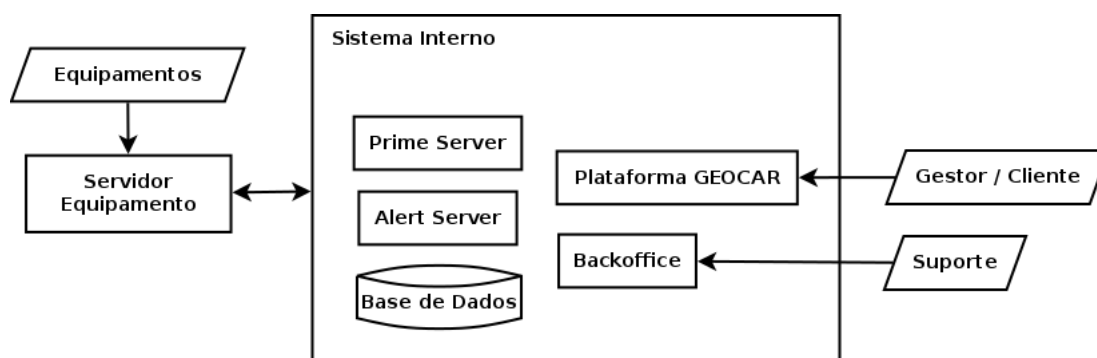 Sistema Interno
Equipamentos
Servidor
Equipamento
Prime Server
Alert Server
Base de Dados
Plataforma GEOCAR
Backoffice
Gestor / Cliente
Suporte